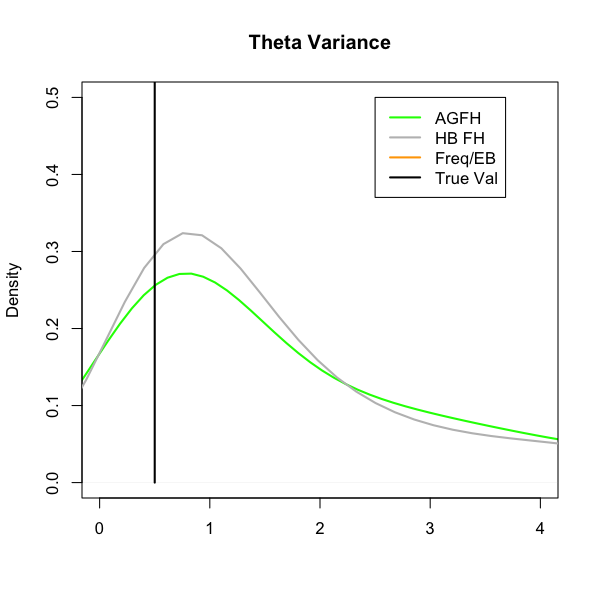 Theta Variance
AGFH
HB FH
Freq/EB
True Val
Density
0.5
0.4
0.3
0.2
0.1
0.0
0 1 2 3 4